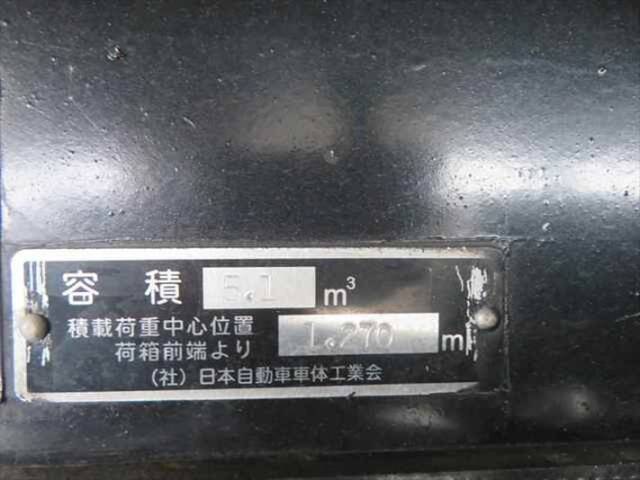 容積 5.1 m³
積載荷重中心位置
荷箱前端より 1.270 m
(社)日本自動車車体工業会